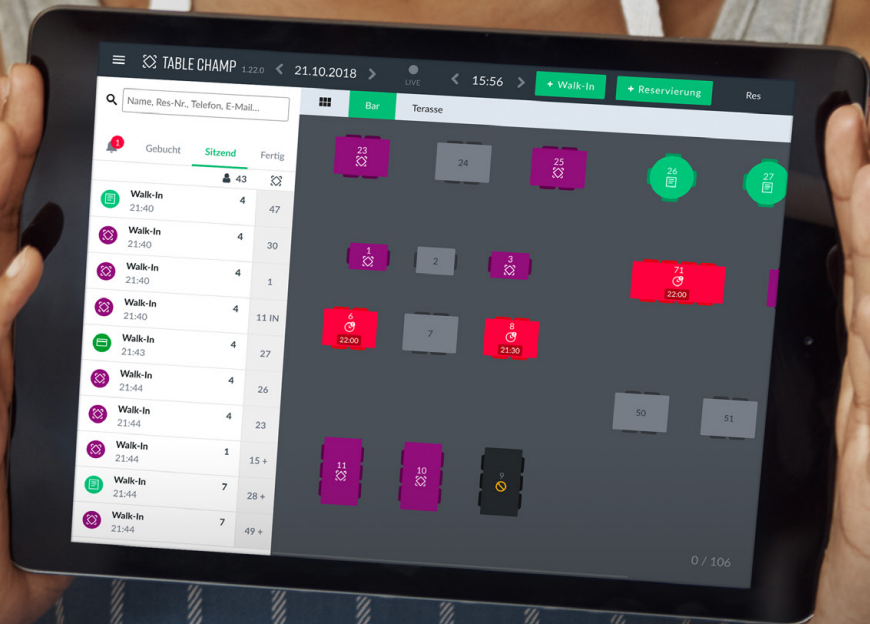 TABLE CHAMP 1.22.0 21.10.2018 LIVE 15:56 + Walk-In + Reservierung Res
Name, Res-Nr., Telefon, E-Mail...
Bar Terasse
1 Gebucht Sitzend Fertig
43
Walk-In 4 47
21:40
Walk-In 4 30
21:40
Walk-In 4 1
21:40
Walk-In 4 11 IN
21:40
Walk-In 4 27
21:43
Walk-In 4 26
21:44
Walk-In 4 23
21:44
Walk-In 1 15 +
21:44
Walk-In 7 28 +
21:44
Walk-In 7 49 +
21:44
23 24 25 26 27
1 2 3 71
22:00
6 7 8
22:00 21:30
50 51
11 10 9
0 / 106